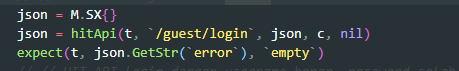 json = M.SX{}
json = hitApi(t, `/guest/login`, json, c, nil)
expect(t, json.GetStr(`error`), `empty`)